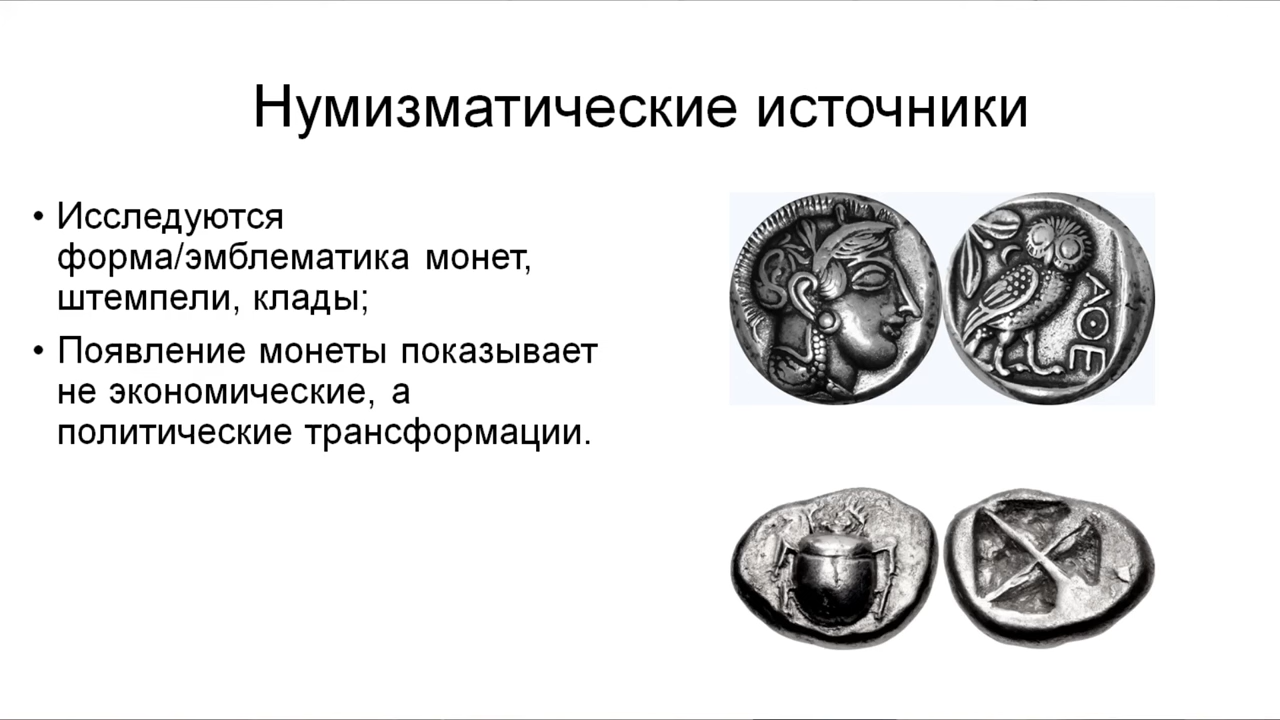 Нумизматические источники
• Исследуются
форма/эмблематика монет,
штемпели, клады;
• Появление монеты показывает
не экономические, а
политические трансформации.
ΑΘΕ